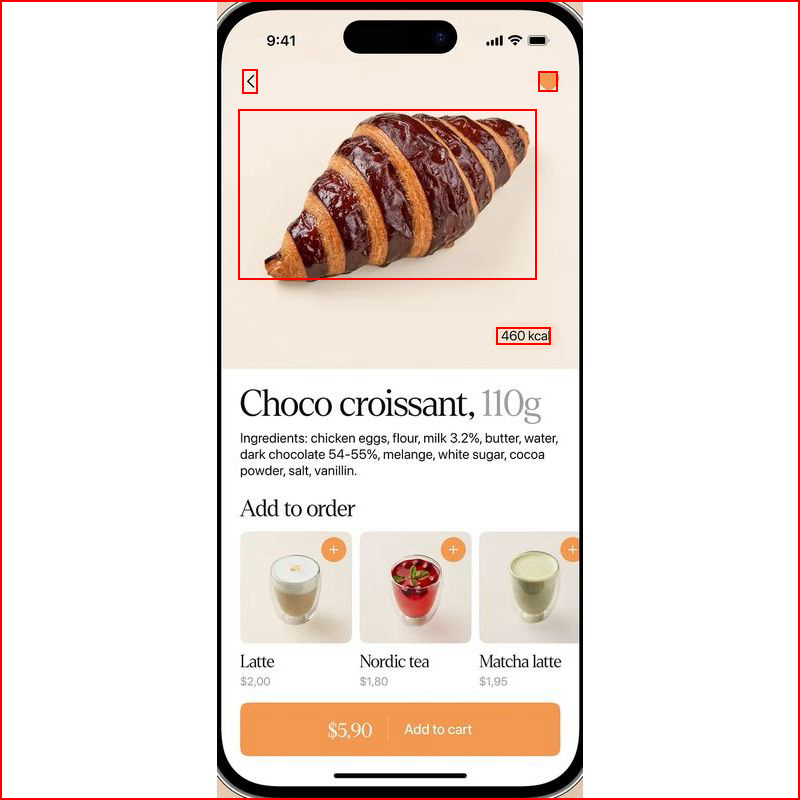 9:41
460 kcal
Choco croissant, 110g
Ingredients: chicken eggs, flour, milk 3.2%, butter, water,
dark chocolate 54-55%, melange, white sugar, cocoa
powder, salt, vanillin.
Add to order
+ + +
Latte Nordic tea Matcha latte
$2,00 $1,80 $1,95
$5,90 Add to cart